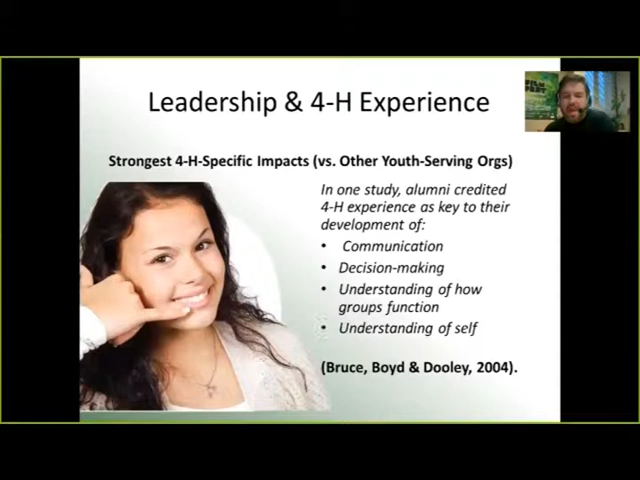 Leadership & 4-H Experience
FILM
FEST
Strongest 4-H-Specific Impacts (vs. Other Youth-Serving Orgs)
In one study, alumni credited
4-H experience as key to their
development of:
• Communication
• Decision-making
• Understanding of how
groups function
• Understanding of self
(Bruce, Boyd & Dooley, 2004).